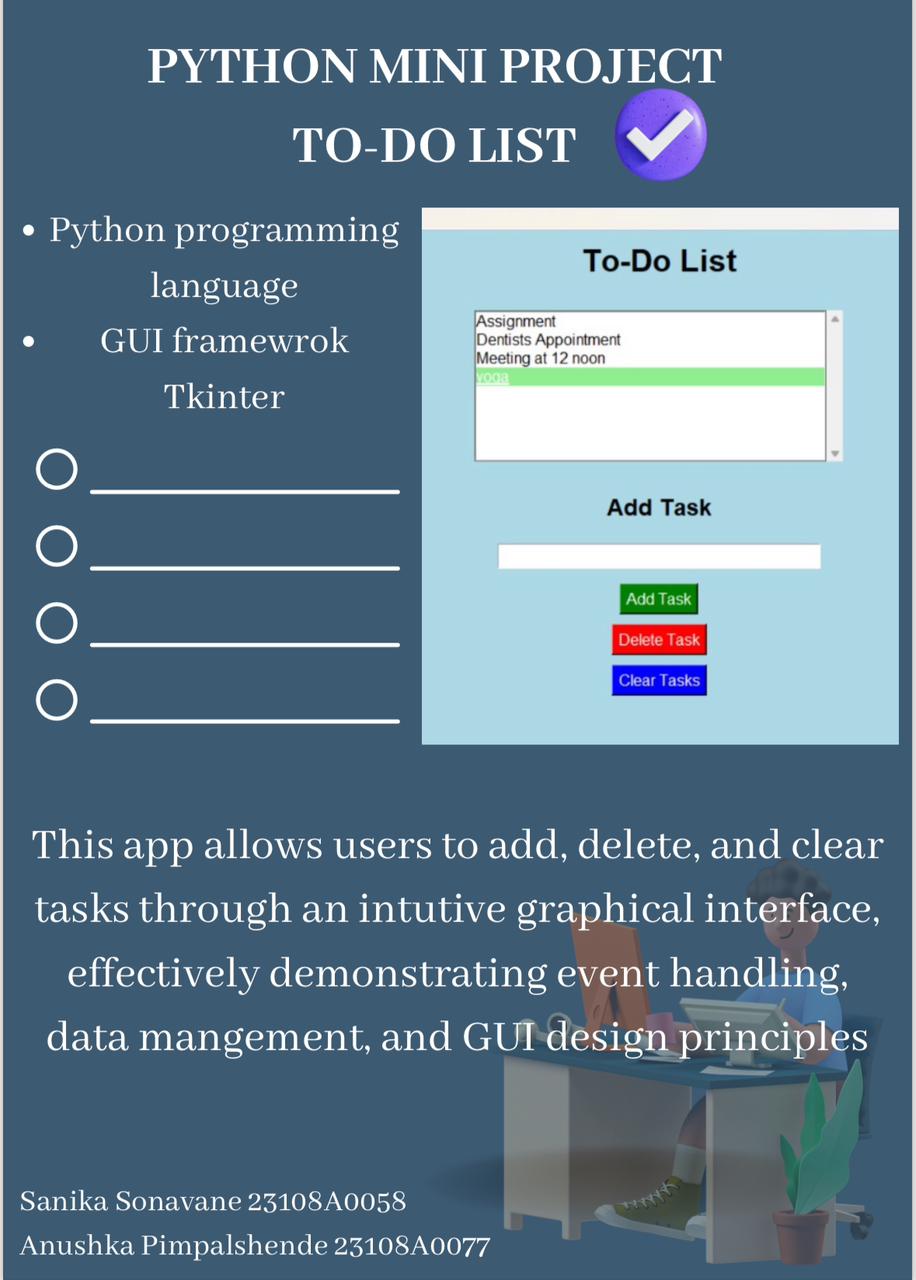 PYTHON MINI PROJECT
TO-DO LIST
• Python programming
language
• GUI framewrok
Tkinter
To-Do List
Assignment
Dentists Appointment
Meeting at 12 noon
yoga
Add Task
Add Task
Delete Task
Clear Tasks
This app allows users to add, delete, and clear
tasks through an intutive graphical interface,
effectively demonstrating event handling,
data mangement, and GUI design principles
Sanika Sonavane 23108A0058
Anushka Pimpalshende 23108A0077